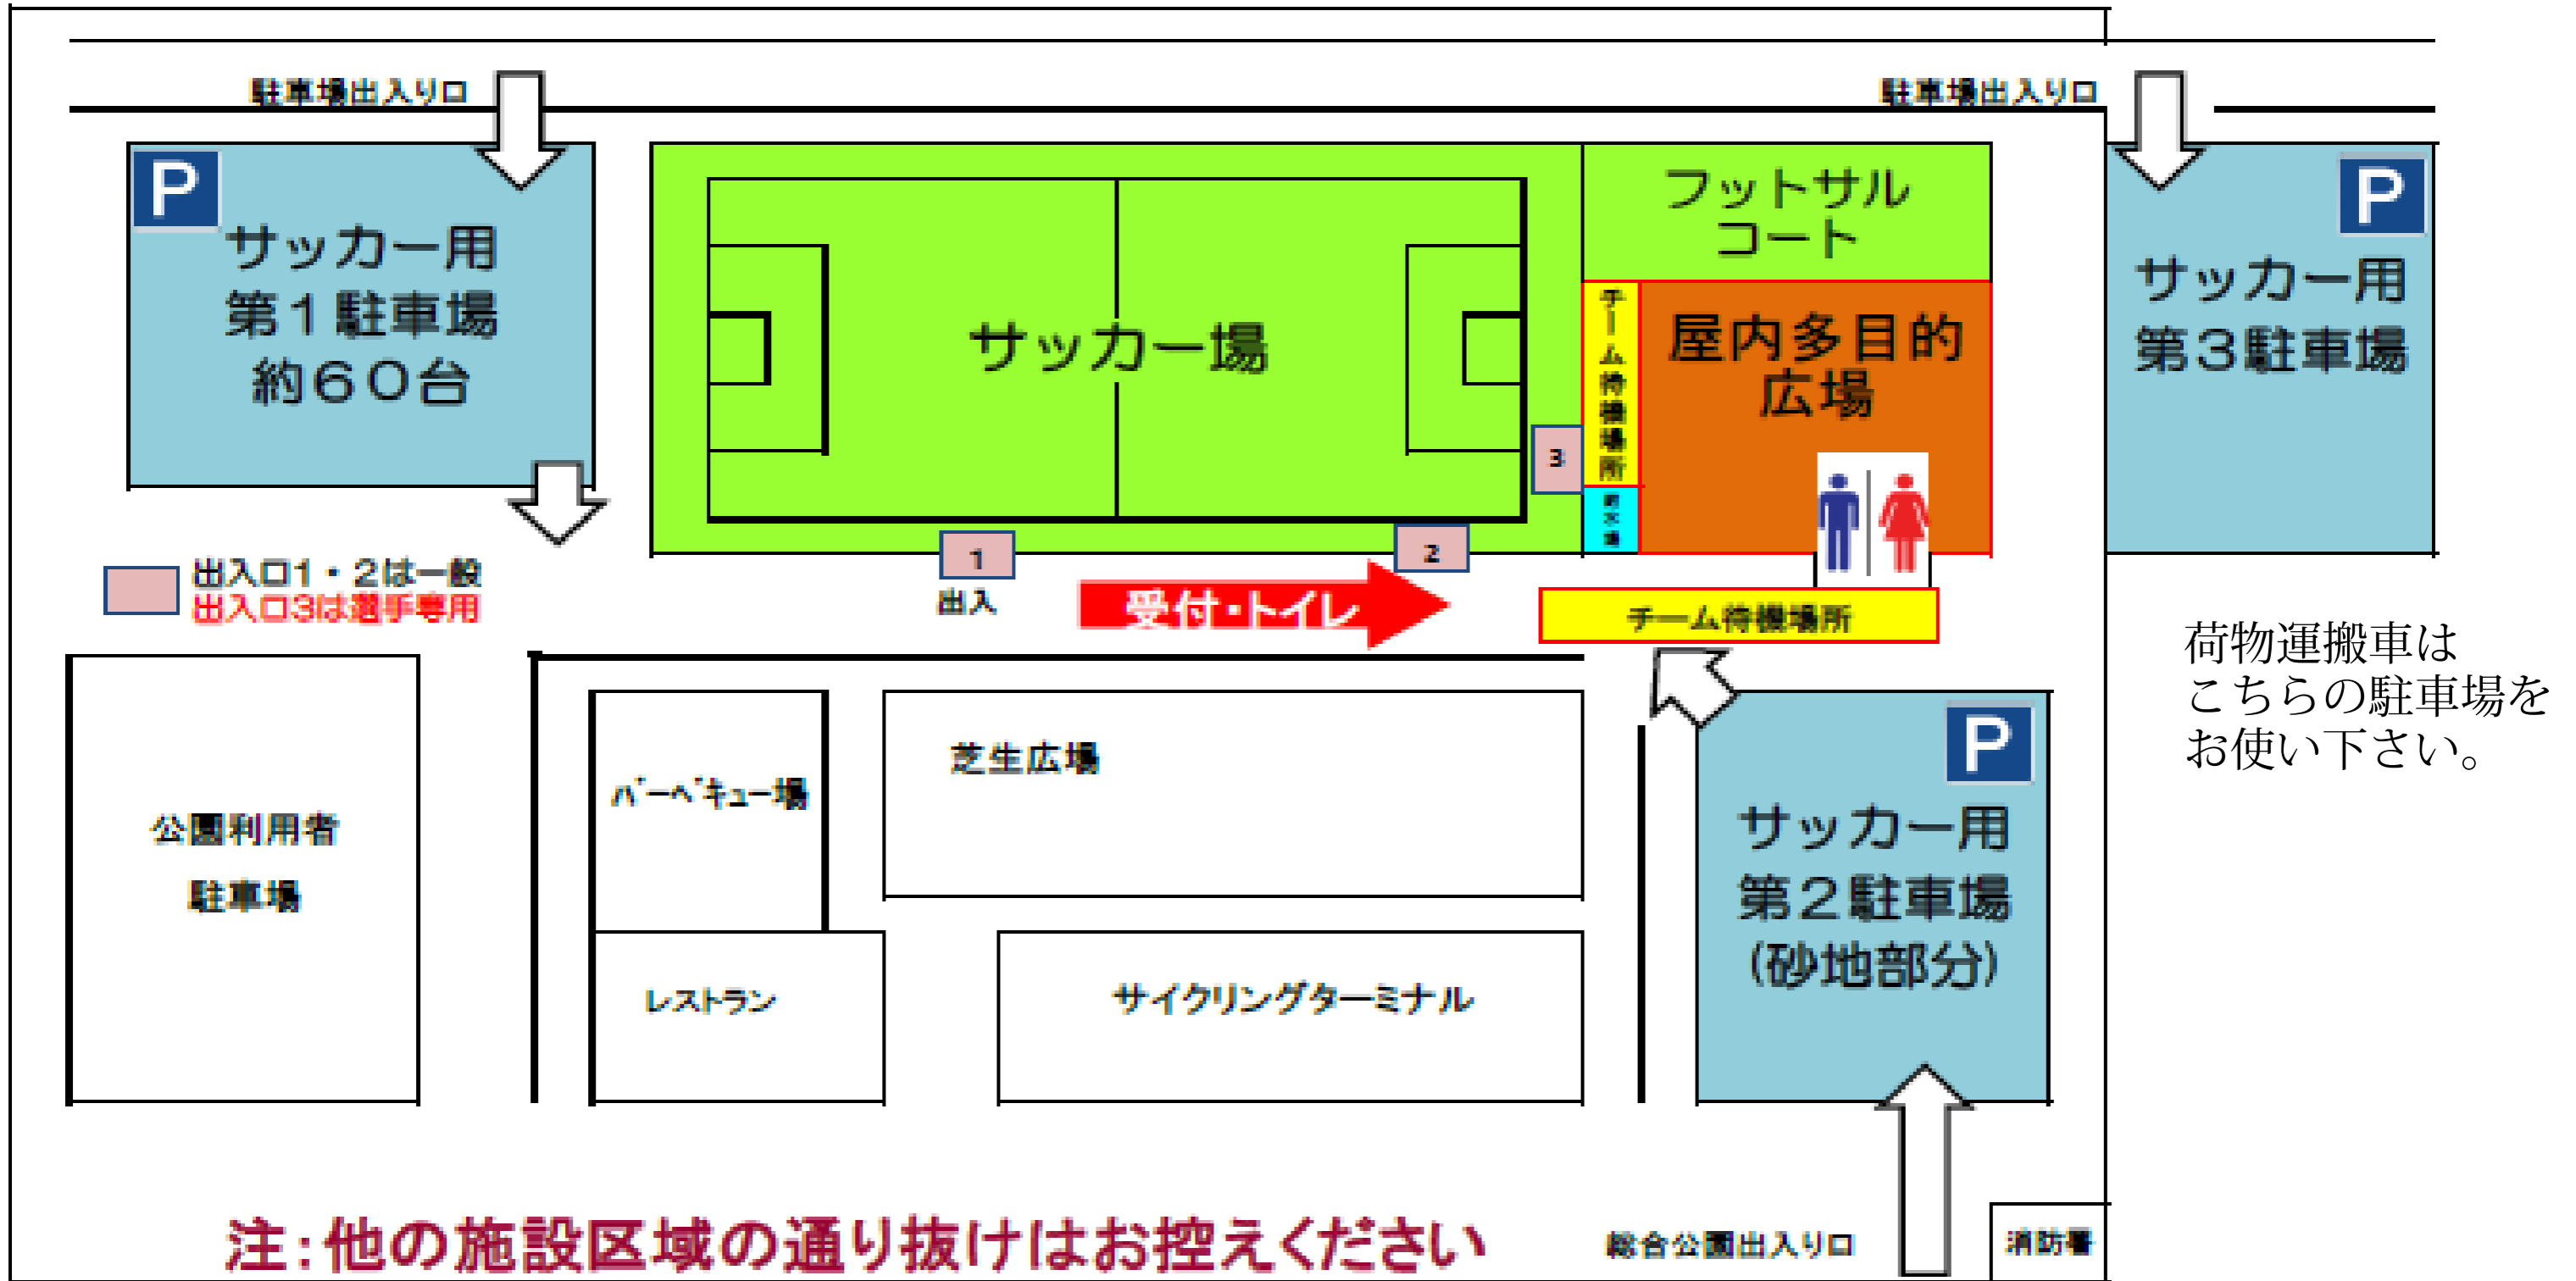 駐車場出入り口
駐車場出入り口
P
サッカー用
第1駐車場
約60台
サッカー場
フットサル
コート
チーム待機場所
屋内多目的
広場
P
サッカー用
第3駐車場
3
1
2
出入
出入口1・2は一般
出入口3は選手専用
受付・トイレ
チーム待機場所
荷物運搬車は
こちらの駐車場を
お使い下さい。
公園利用者
駐車場
バーベキュー場
芝生広場
レストラン
サイクリングターミナル
P
サッカー用
第2駐車場
(砂地部分)
注:他の施設区域の通り抜けはお控えください
総合公園出入り口
消防署